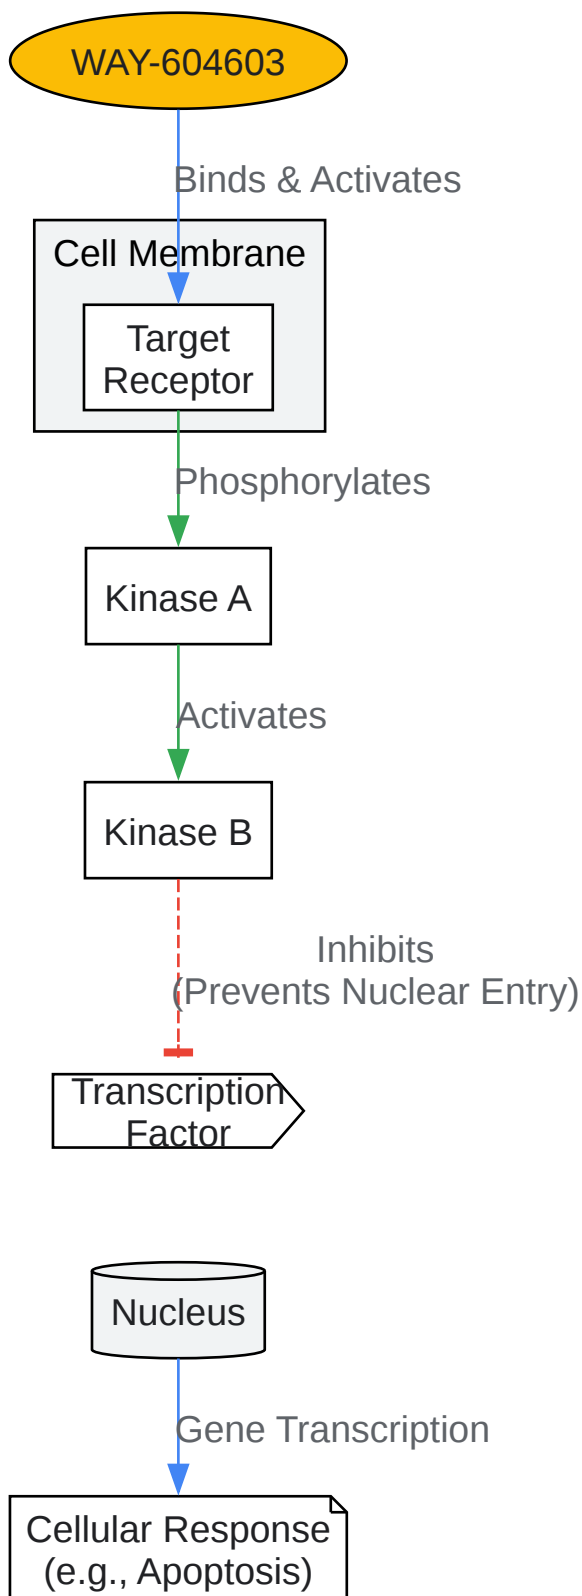 WAY-604603
Binds & Activates
Cell Membrane
Target
Receptor
Phosphorylates
Kinase A
Activates
Kinase B
Inhibits
(Prevents Nuclear Entry)
Transcription
Factor
Nucleus
Gene Transcription
Cellular Response
(e.g., Apoptosis)